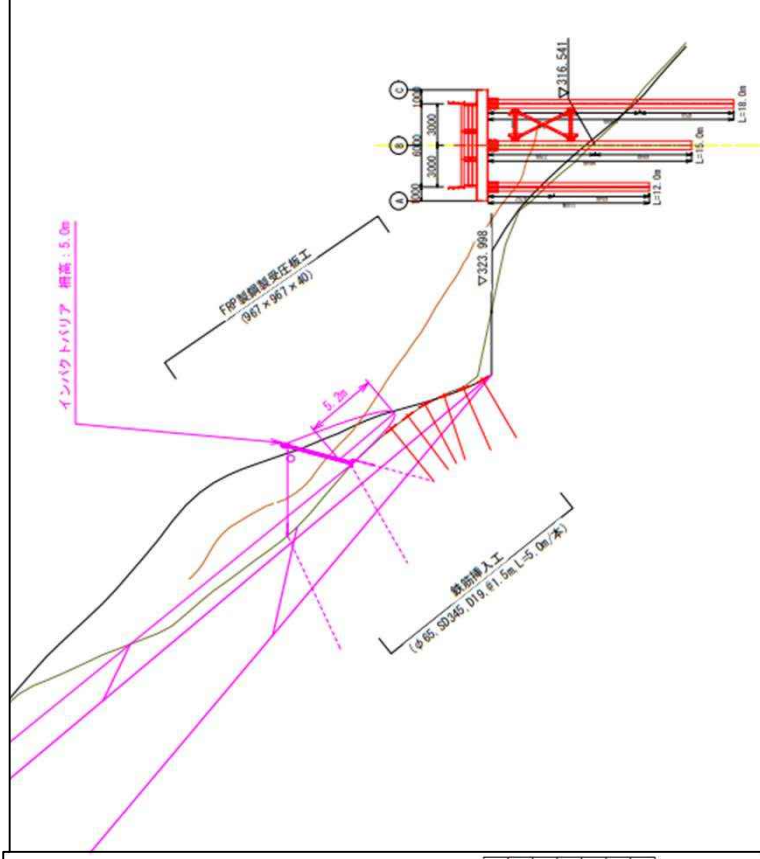 ▽316.541
C
B
A
1000
3000
6000
3000
1000
L=18.0m
L=15.0m
L=12.0m
▽323.998
FRP製鋼製受圧板工
(967×967×40)
インパクトバリア 柵高：5.0m
5.2m
鉄筋挿入工
(φ65, SD345, D19, @1.5m, L=5.0m/本)